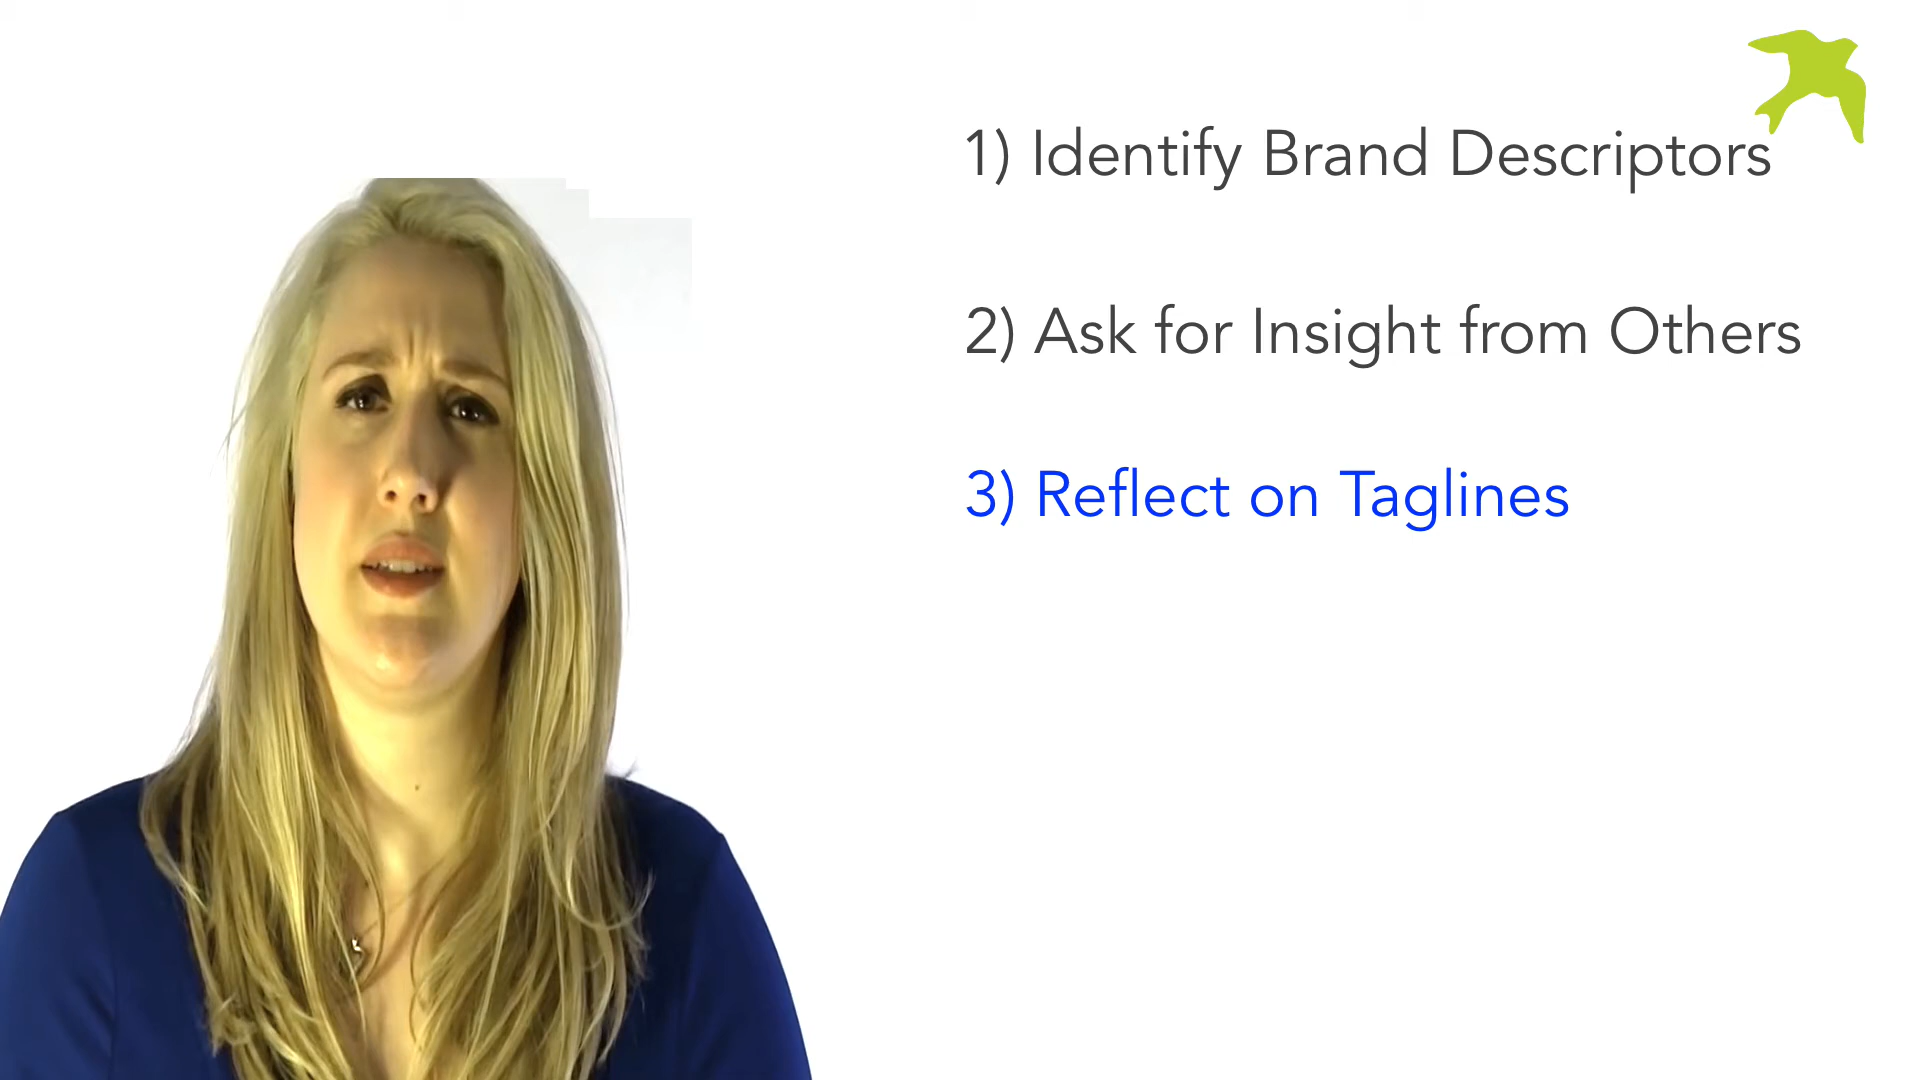 1) Identify Brand Descriptors
2) Ask for Insight from Others
3) Reflect on Taglines